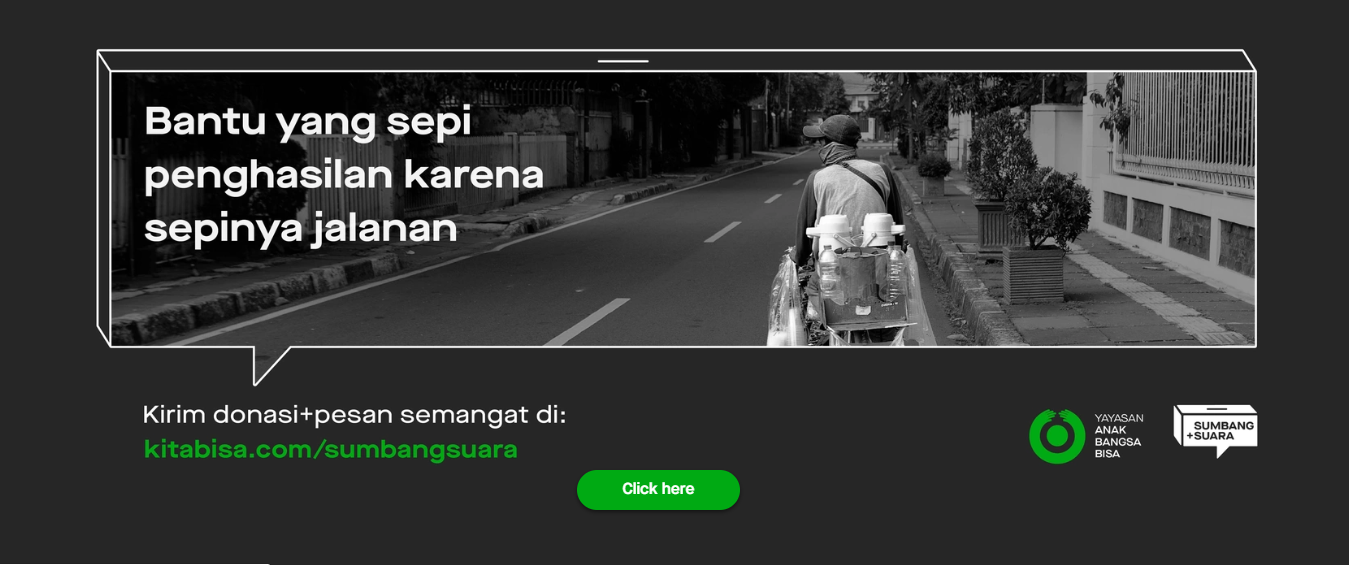 Bantu yang sepi
penghasilan karena
sepinya jalanan
Kirim donasi+pesan semangat di:
kitabisa.com/sumbangsuara
YAYASAN
ANAK
BANGSA
BISA
SUMBANG
+SUARA
Click here